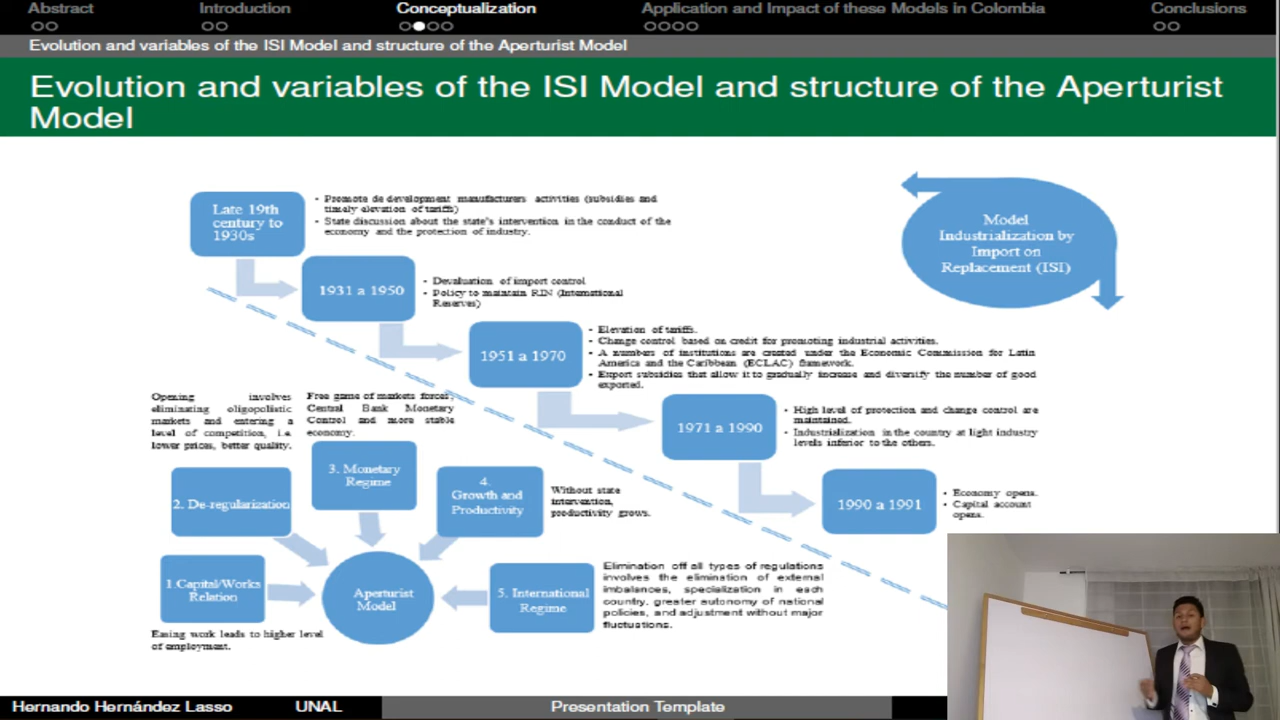 Abstract
Introduction
Conceptualization
Application and Impact of these Models in Colombia
Conclusions
Evolution and variables of the ISI Model and structure of the Aperturist Model
Evolution and variables of the ISI Model and structure of the Aperturist
Model
Late 19th
century to
1930s
• Promote de development manufacturers activities (subsidies and
timely elevation of tariffs)
• State discussion about the state's intervention in the conduct of the
economy and the protection of industry.
Model
Industrialization by
Import on
Replacement (ISI)
1931 a 1950
• Devaluation of import control
• Policy to maintain RIN (International
Reserves)
1951 a 1970
• Elevation of tariffs.
• Change control based on credit for promoting industrial activities.
• A numbers of institutions are created under the Economic Commission for Latin
America and the Caribbean (ECLAC) framework.
• Export subsidies that allow it to gradually increase and diversify the number of good
exported.
1971 a 1990
• High level of protection and change control are
maintained.
• Industrialization in the country at light industry
levels inferior to the others.
1990 a 1991
• Economy opens.
• Capital account
opens.
Opening involves
eliminating oligopolistic
markets and entering a
level of competition, i.e.
lower prices, better quality.
Free game of markets forces,
Central Bank Monetary
Control and more stable
economy.
2. De-regularization
3. Monetary
Regime
4.
Growth and
Productivity
Without state
intervention,
productivity grows.
1.Capital/Works
Relation
Aperturist
Model
5. International
Regime
Elimination off all types of regulations
involves the elimination of external
imbalances, specialization in each
country, greater autonomy of national
policies, and adjustment without major
fluctuations.
Easing work leads to higher level
of employment.
Hernando Hernández Lasso
UNAL
Presentation Template